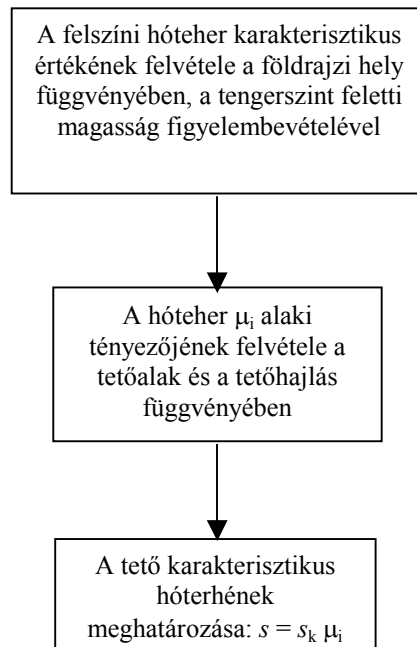 A felszíni hóteher karakterisztikus
értékének felvétele a földrajzi hely
függvényében, a tengerszint feletti
magasság figyelembevételével
A hóteher μi alaki
tényezőjének felvétele a
tetőalak és a tetőhajlás
függvényében
A tető karakterisztikus
hóterhének
meghatározása: s = sk μi